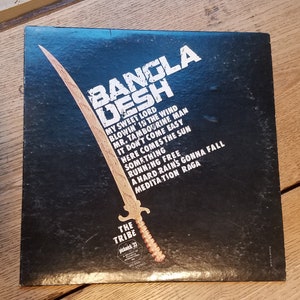 BANGLA
DESH
MY SWEET LORD
BLOWIN' IN THE WIND
MR. TAMBOURINE MAN
IT DON'T COME EASY
HERE COMES THE SUN
SOMETHING
RUNNING FREE
A HARD RAIN'S GONNA FALL
MEDITATION RAGA
THE
TRIBE